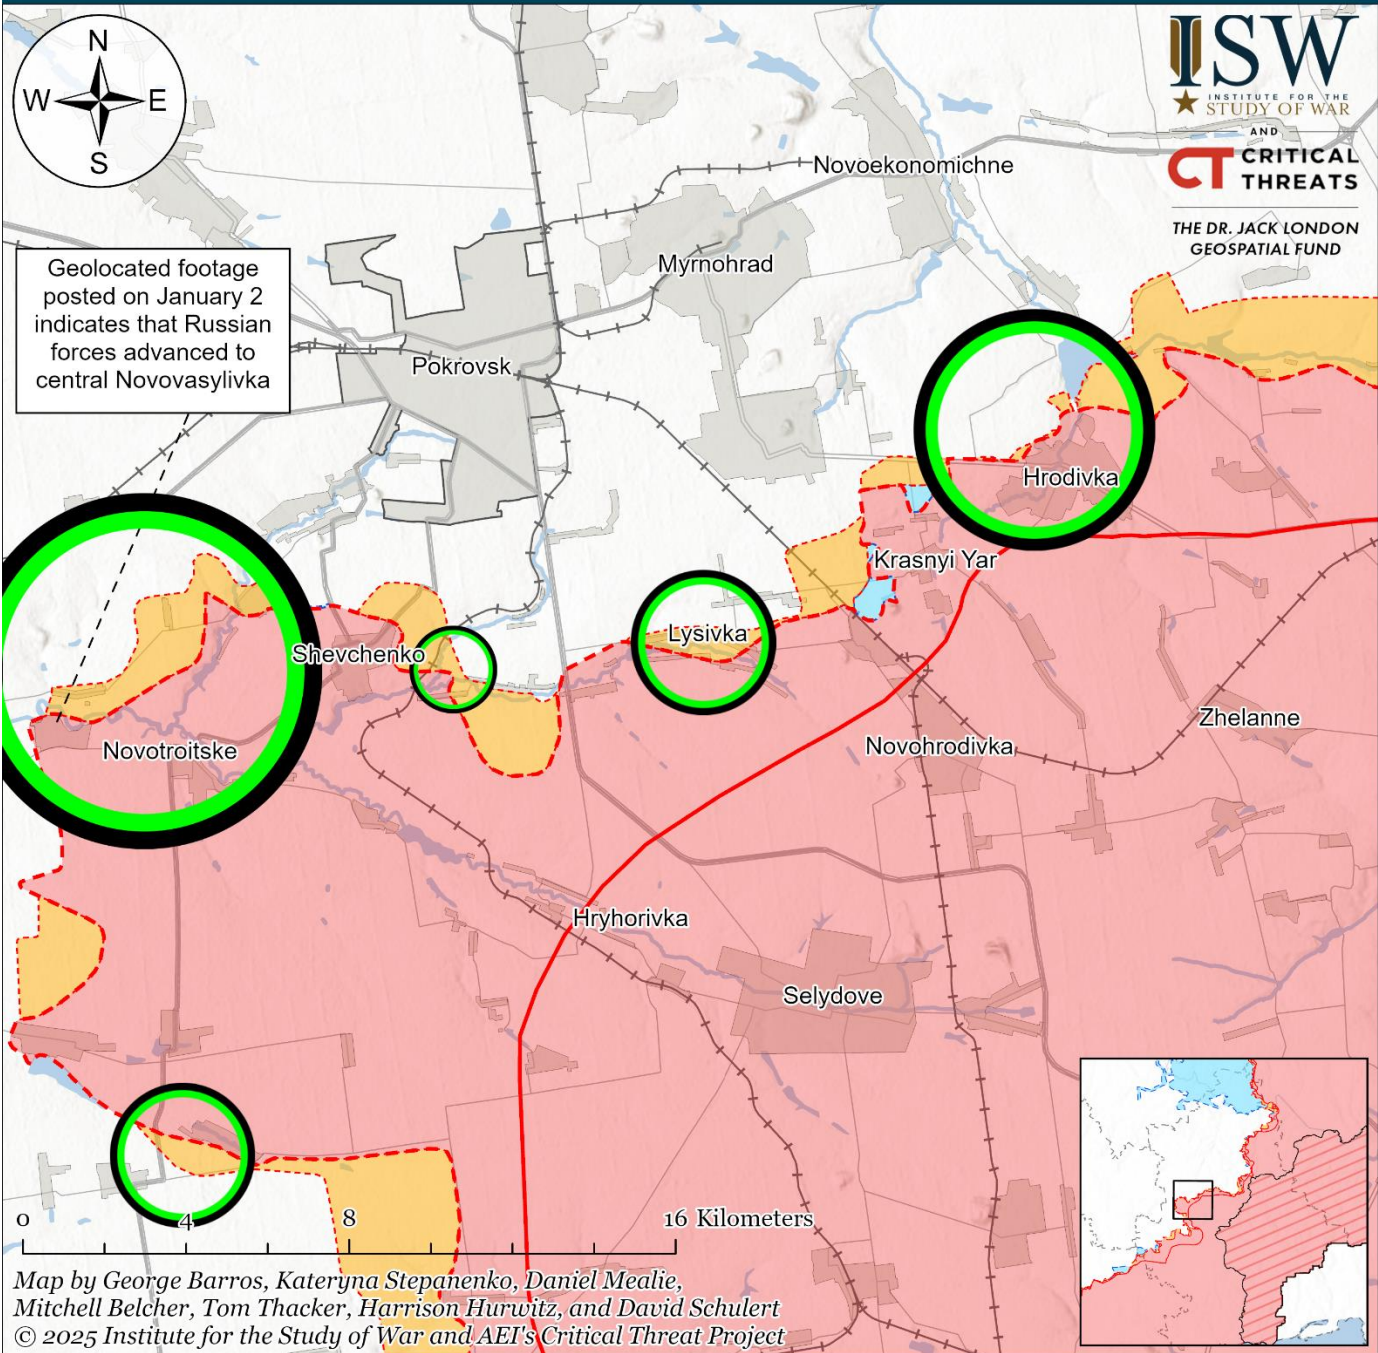 N
W
E
S
ISW
INSTITUTE FOR THE
STUDY OF WAR
AND
CT CRITICAL
THREATS
THE DR. JACK LONDON
GEOSPATIAL FUND
Novoekonomichne
Myrnohrad
Geolocated footage
posted on January 2
indicates that Russian
forces advanced to
central Novovasylivka
Pokrovsk
Hrodivka
Krasnyi Yar
Lysivka
Shevchenko
Zhelanne
Novotroitske
Novohrodivka
Hryhorivka
Selydove
0 4 8 16 Kilometers
Map by George Barros, Kateryna Stepanenko, Daniel Mealie,
Mitchell Belcher, Tom Thacker, Harrison Hurwitz, and David Schulert
© 2025 Institute for the Study of War and AEI's Critical Threat Project